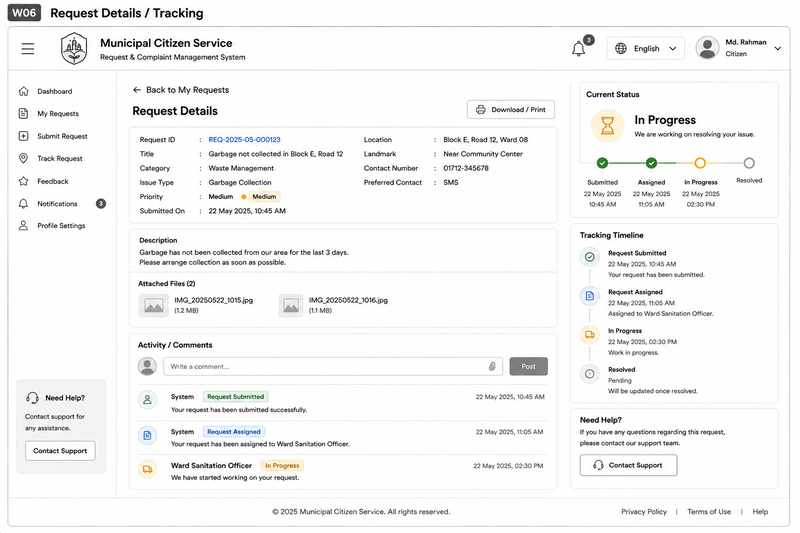 W06 Request Details / Tracking
Municipal Citizen Service
Request & Complaint Management System
3
English
Md. Rahman
Citizen
Dashboard
My Requests
Submit Request
Track Request
Feedback
Notifications 3
Profile Settings
Need Help?
Contact support for
any assistance.
Contact Support
Back to My Requests
Request Details
Download / Print
Request ID : REQ-2025-05-000123
Title : Garbage not collected in Block E, Road 12
Category : Waste Management
Issue Type : Garbage Collection
Priority : Medium Medium
Submitted On : 22 May 2025, 10:45 AM
Location : Block E, Road 12, Ward 08
Landmark : Near Community Center
Contact Number : 01712-345678
Preferred Contact : SMS
Description
Garbage has not been collected from our area for the last 3 days.
Please arrange collection as soon as possible.
Attached Files (2)
IMG_20250522_1015.jpg
(1.2 MB)
IMG_20250522_1016.jpg
(1.1 MB)
Activity / Comments
Write a comment...
Post
System Request Submitted 22 May 2025, 10:45 AM
Your request has been submitted successfully.
System Request Assigned 22 May 2025, 11:05 AM
Your request has been assigned to Ward Sanitation Officer.
Ward Sanitation Officer In Progress 22 May 2025, 02:30 PM
We have started working on your request.
Current Status
In Progress
We are working on resolving your issue.
Submitted
22 May 2025
10:45 AM
Assigned
22 May 2025
11:05 AM
In Progress
22 May 2025
02:30 PM
Resolved
Tracking Timeline
Request Submitted
22 May 2025, 10:45 AM
Your request has been submitted.
Request Assigned
22 May 2025, 11:05 AM
Assigned to Ward Sanitation Officer.
In Progress
22 May 2025, 02:30 PM
Work in progress.
Resolved
Pending
Will be updated once resolved.
Need Help?
If you have any questions regarding this request,
please contact our support team.
Contact Support
© 2025 Municipal Citizen Service. All rights reserved.
Privacy Policy | Terms of Use | Help